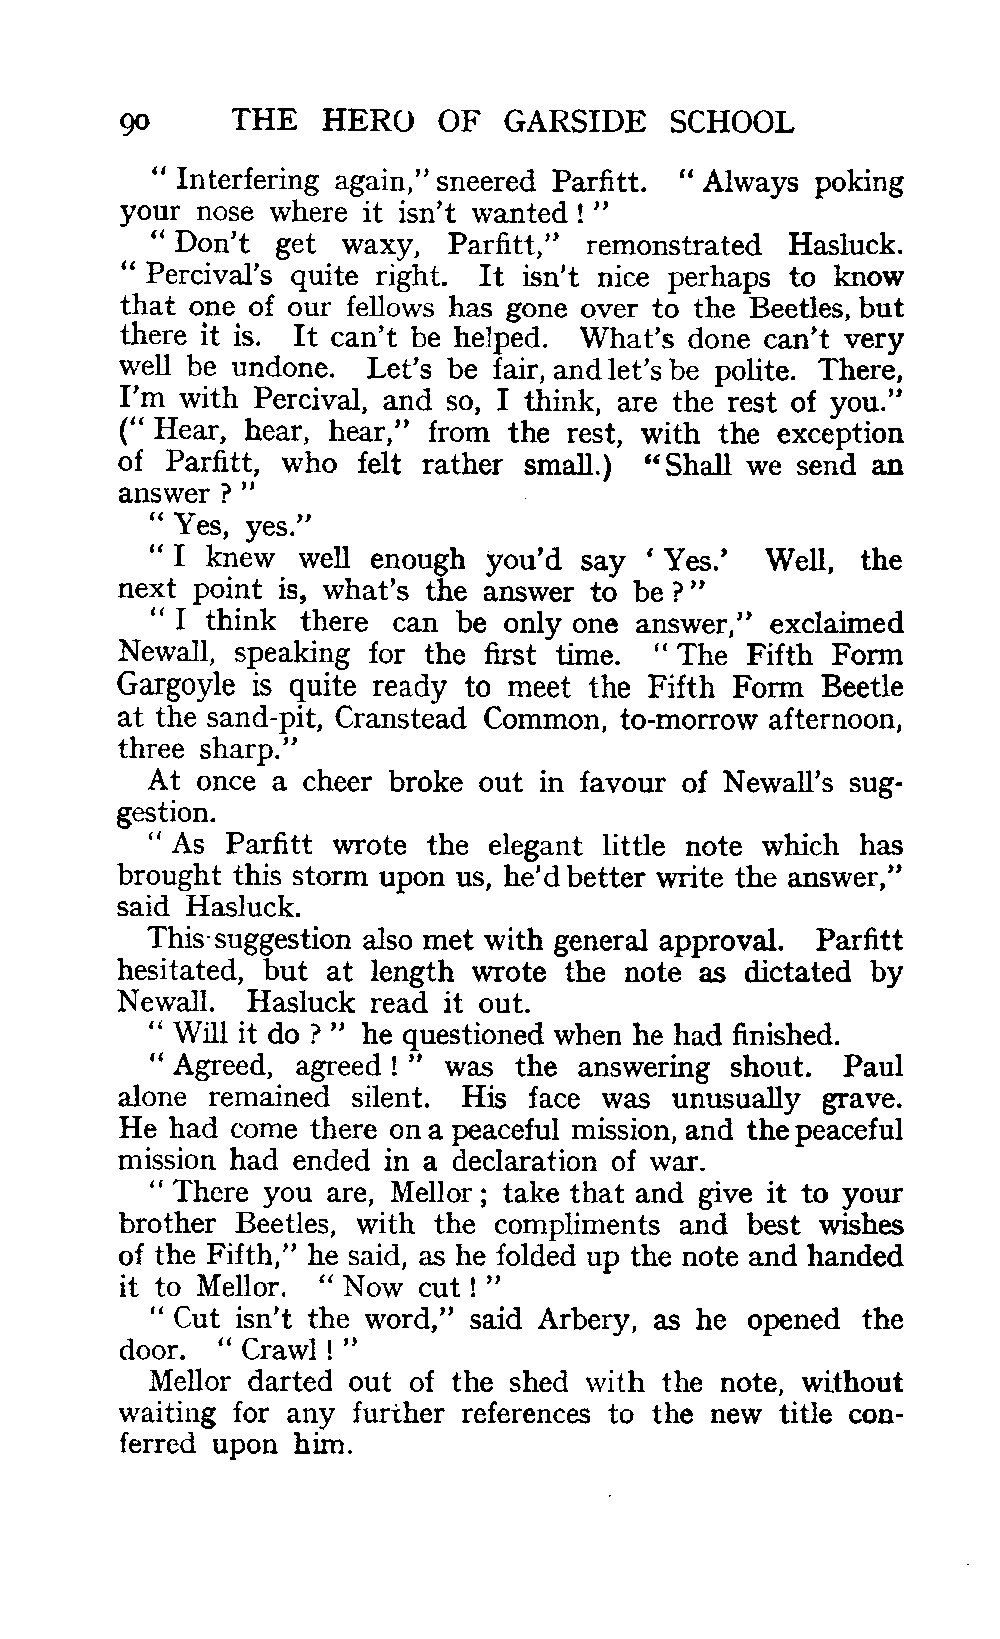 90 THE HERO OF GARSIDE SCHOOL
" Interfering again," sneered Parfitt. " Always poking
your nose where it isn't wanted ! "
" Don't get waxy, Parfitt," remonstrated Hasluck.
" Percival's quite right. It isn't nice perhaps to know
that one of our fellows has gone over to the Beetles, but
there it is. It can't be helped. What's done can't very
well be undone. Let's be fair, and let's be polite. There,
I'm with Percival, and so, I think, are the rest of you."
(" Hear, hear, hear," from the rest, with the exception
of Parfitt, who felt rather small.) " Shall we send an
answer ? "
" Yes, yes."
" I knew well enough you'd say ' Yes.' Well, the
next point is, what's the answer to be ? "
" I think there can be only one answer," exclaimed
Newall, speaking for the first time. " The Fifth Form
Gargoyle is quite ready to meet the Fifth Form Beetle
at the sand-pit, Cranstead Common, to-morrow afternoon,
three sharp."
At once a cheer broke out in favour of Newall's sug-
gestion.
" As Parfitt wrote the elegant little note which has
brought this storm upon us, he'd better write the answer,"
said Hasluck.
This suggestion also met with general approval. Parfitt
hesitated, but at length wrote the note as dictated by
Newall. Hasluck read it out.
" Will it do ? " he questioned when he had finished.
" Agreed, agreed ! " was the answering shout. Paul
alone remained silent. His face was unusually grave.
He had come there on a peaceful mission, and the peaceful
mission had ended in a declaration of war.
" There you are, Mellor ; take that and give it to your
brother Beetles, with the compliments and best wishes
of the Fifth," he said, as he folded up the note and handed
it to Mellor. " Now cut ! "
" Cut isn't the word," said Arbery, as he opened the
door. " Crawl ! "
Mellor darted out of the shed with the note, without
waiting for any further references to the new title con-
ferred upon him.